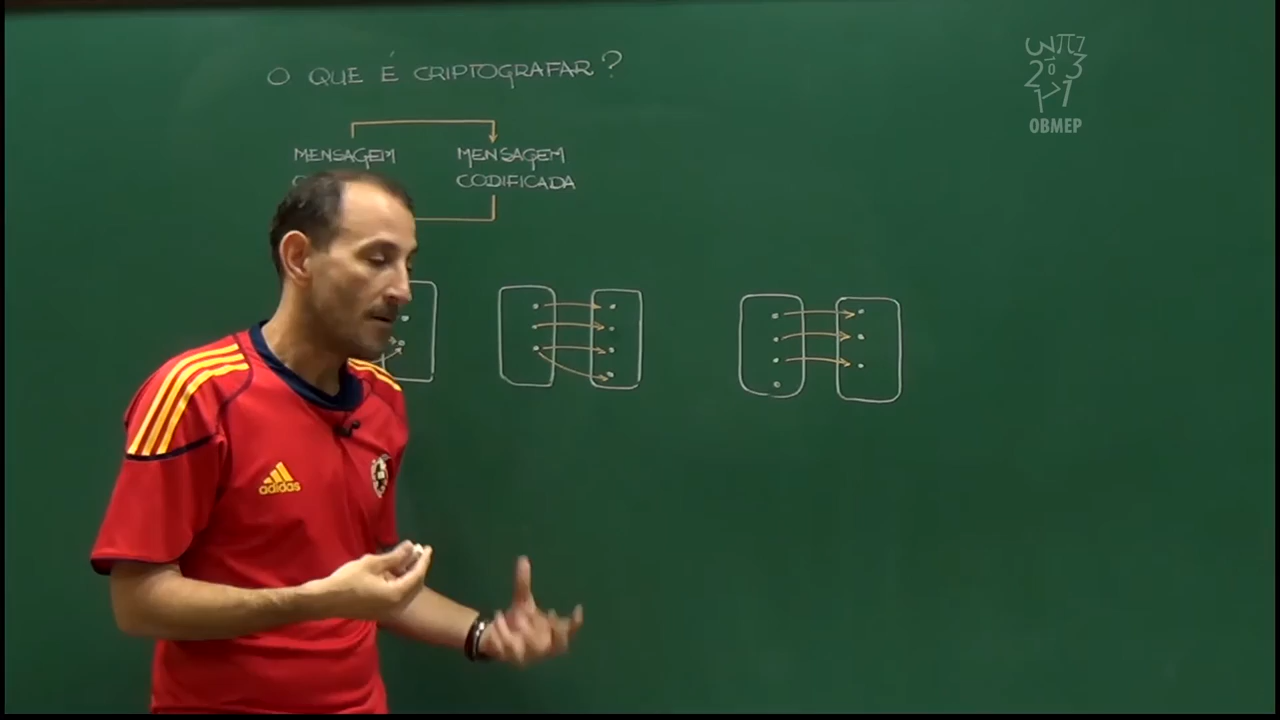 O QUE É CRIPTOGRAFAR?
MENSAGEM MENSAGEM
CODIFICADA
OBMEP
adidas